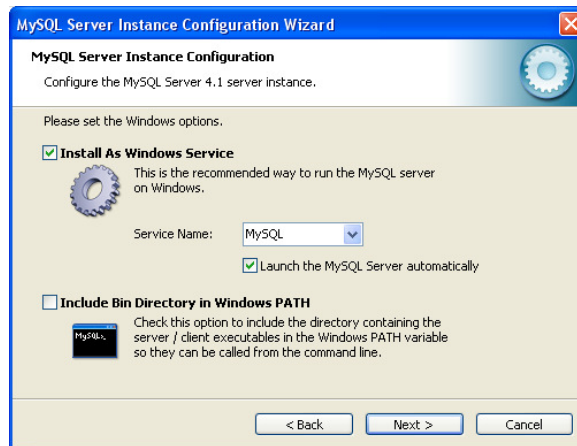 MySQL Server Instance Configuration Wizard
MySQL Server Instance Configuration
Configure the MySQL Server 4.1 server instance.
Please set the Windows options.
Install As Windows Service
This is the recommended way to run the MySQL server
on Windows.
Service Name:
MySQL
Launch the MySQL Server automatically
Include Bin Directory in Windows PATH
MySQL>_
Check this option to include the directory containing the
server / client executables in the Windows PATH variable
so they can be called from the command line.
< Back
Next >
Cancel